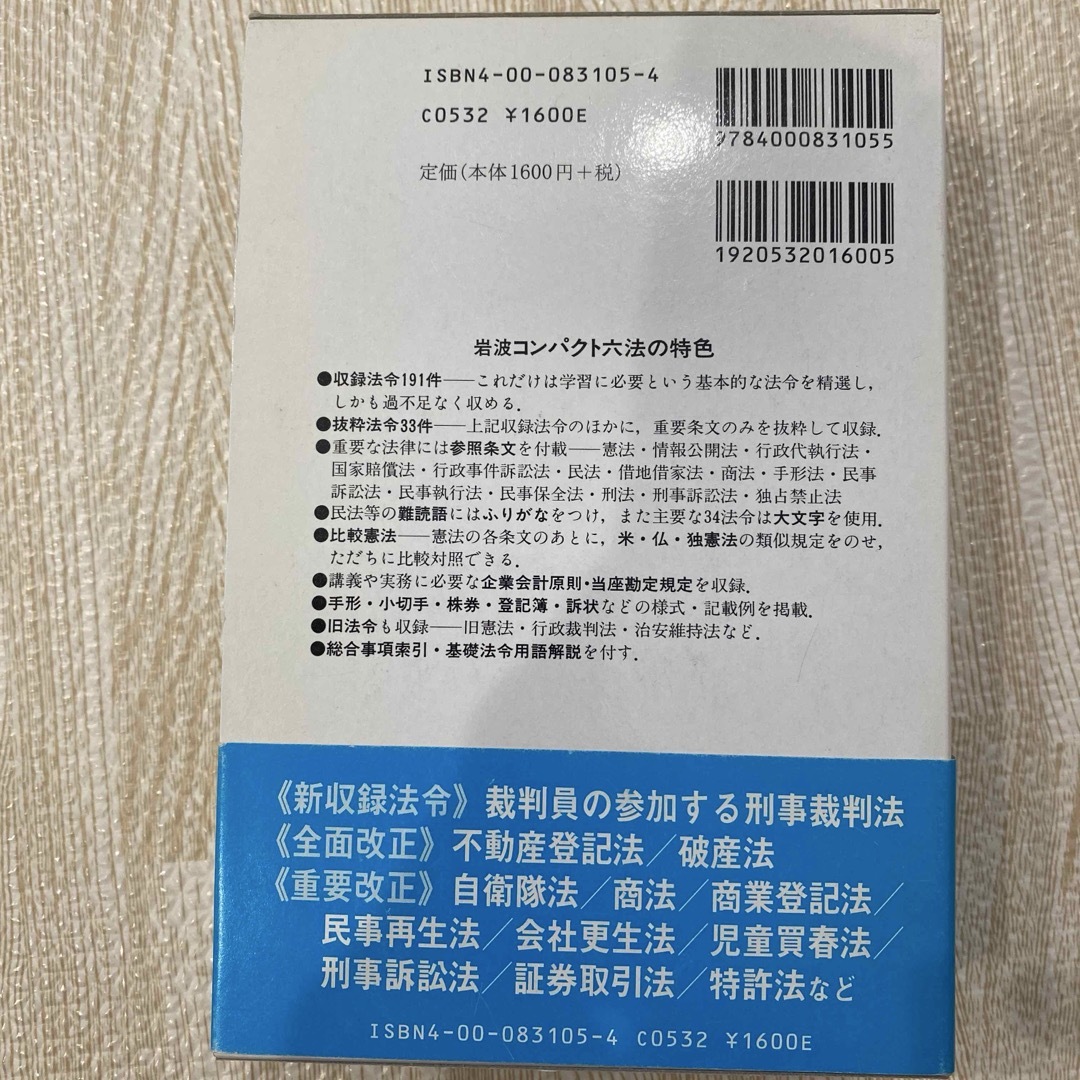 ISBN4-00-083105-4
C0532 ¥1600E
9784000831055
定価(本体1600円+税)
1920532016005
岩波コンパクト六法の特色
●収録法令191件——これだけは学習に必要という基本的な法令を精選し,
しかも過不足なく収める.
●抜粋法令33件——上記収録法令のほかに,重要条文のみを抜粋して収録.
●重要な法律には参照条文を付載——憲法・情報公開法・行政代執行法・
国家賠償法・行政事件訴訟法・民法・借地借家法・商法・手形法・民事
訴訟法・民事執行法・民事保全法・刑法・刑事訴訟法・独占禁止法
●民法等の難読語にはふりがなをつけ,また主要な34法令は大文字を使用.
●比較憲法——憲法の各条文のあとに,米・仏・独憲法の類似規定をのせ,
ただちに比較対照できる.
●講義や実務に必要な企業会計原則・当座勘定規定を収録.
●手形・小切手・株券・登記簿・訴状などの様式・記載例を掲載.
●旧法令も収録——旧憲法・行政裁判法・治安維持法など.
●総合事項索引・基礎法令用語解説を付す.
《新収録法令》裁判員の参加する刑事裁判法
《全面改正》不動産登記法/破産法
《重要改正》自衛隊法/商法/商業登記法/
民事再生法/会社更生法/児童買春法/
刑事訴訟法/証券取引法/特許法など
ISBN4-00-083105-4 C0532 ¥1600E